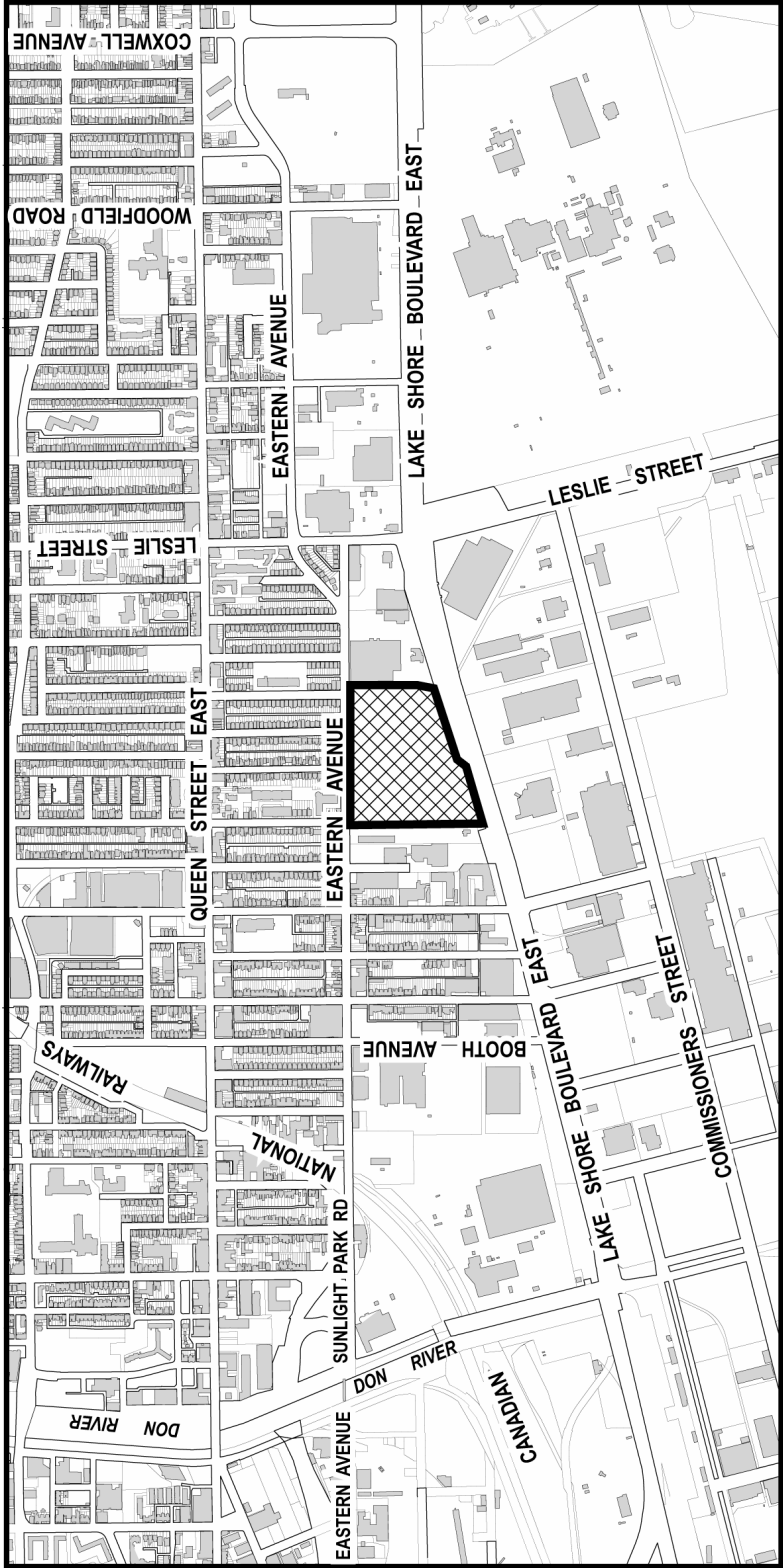 COXWELL AVENUE
WOODFIELD ROAD
LAKE SHORE BOULEVARD EAST
EASTERN AVENUE
LESLIE STREET
LESLIE STREET
QUEEN STREET EAST
EASTERN AVENUE
LAKE SHORE BOULEVARD EAST
COMMISSIONERS STREET
BOOTH AVENUE
RAILWAYS
NATIONAL
SUNLIGHT PARK RD
DON RIVER
CANADIAN
DON RIVER
EASTERN AVENUE